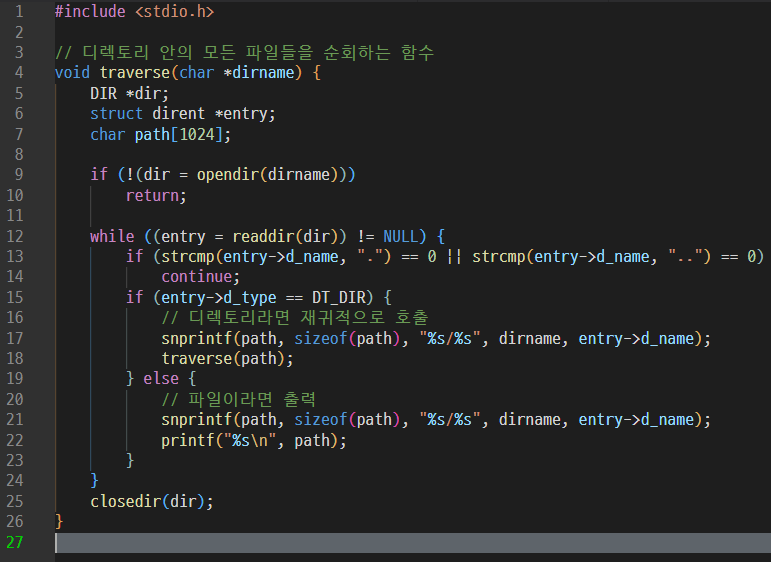 1 #include <stdio.h>
2
3 // 디렉토리 안의 모든 파일들을 순회하는 함수
4 void traverse(char *dirname) {
5     DIR *dir;
6     struct dirent *entry;
7     char path[1024];
8
9     if (!(dir = opendir(dirname)))
10         return;
11
12     while ((entry = readdir(dir)) != NULL) {
13         if (strcmp(entry->d_name, ".") == 0 || strcmp(entry->d_name, "..") == 0)
14             continue;
15         if (entry->d_type == DT_DIR) {
16             // 디렉토리라면 재귀적으로 호출
17             snprintf(path, sizeof(path), "%s/%s", dirname, entry->d_name);
18             traverse(path);
19         } else {
20             // 파일이라면 출력
21             snprintf(path, sizeof(path), "%s/%s", dirname, entry->d_name);
22             printf("%s\n", path);
23         }
24     }
25     closedir(dir);
26 }
27